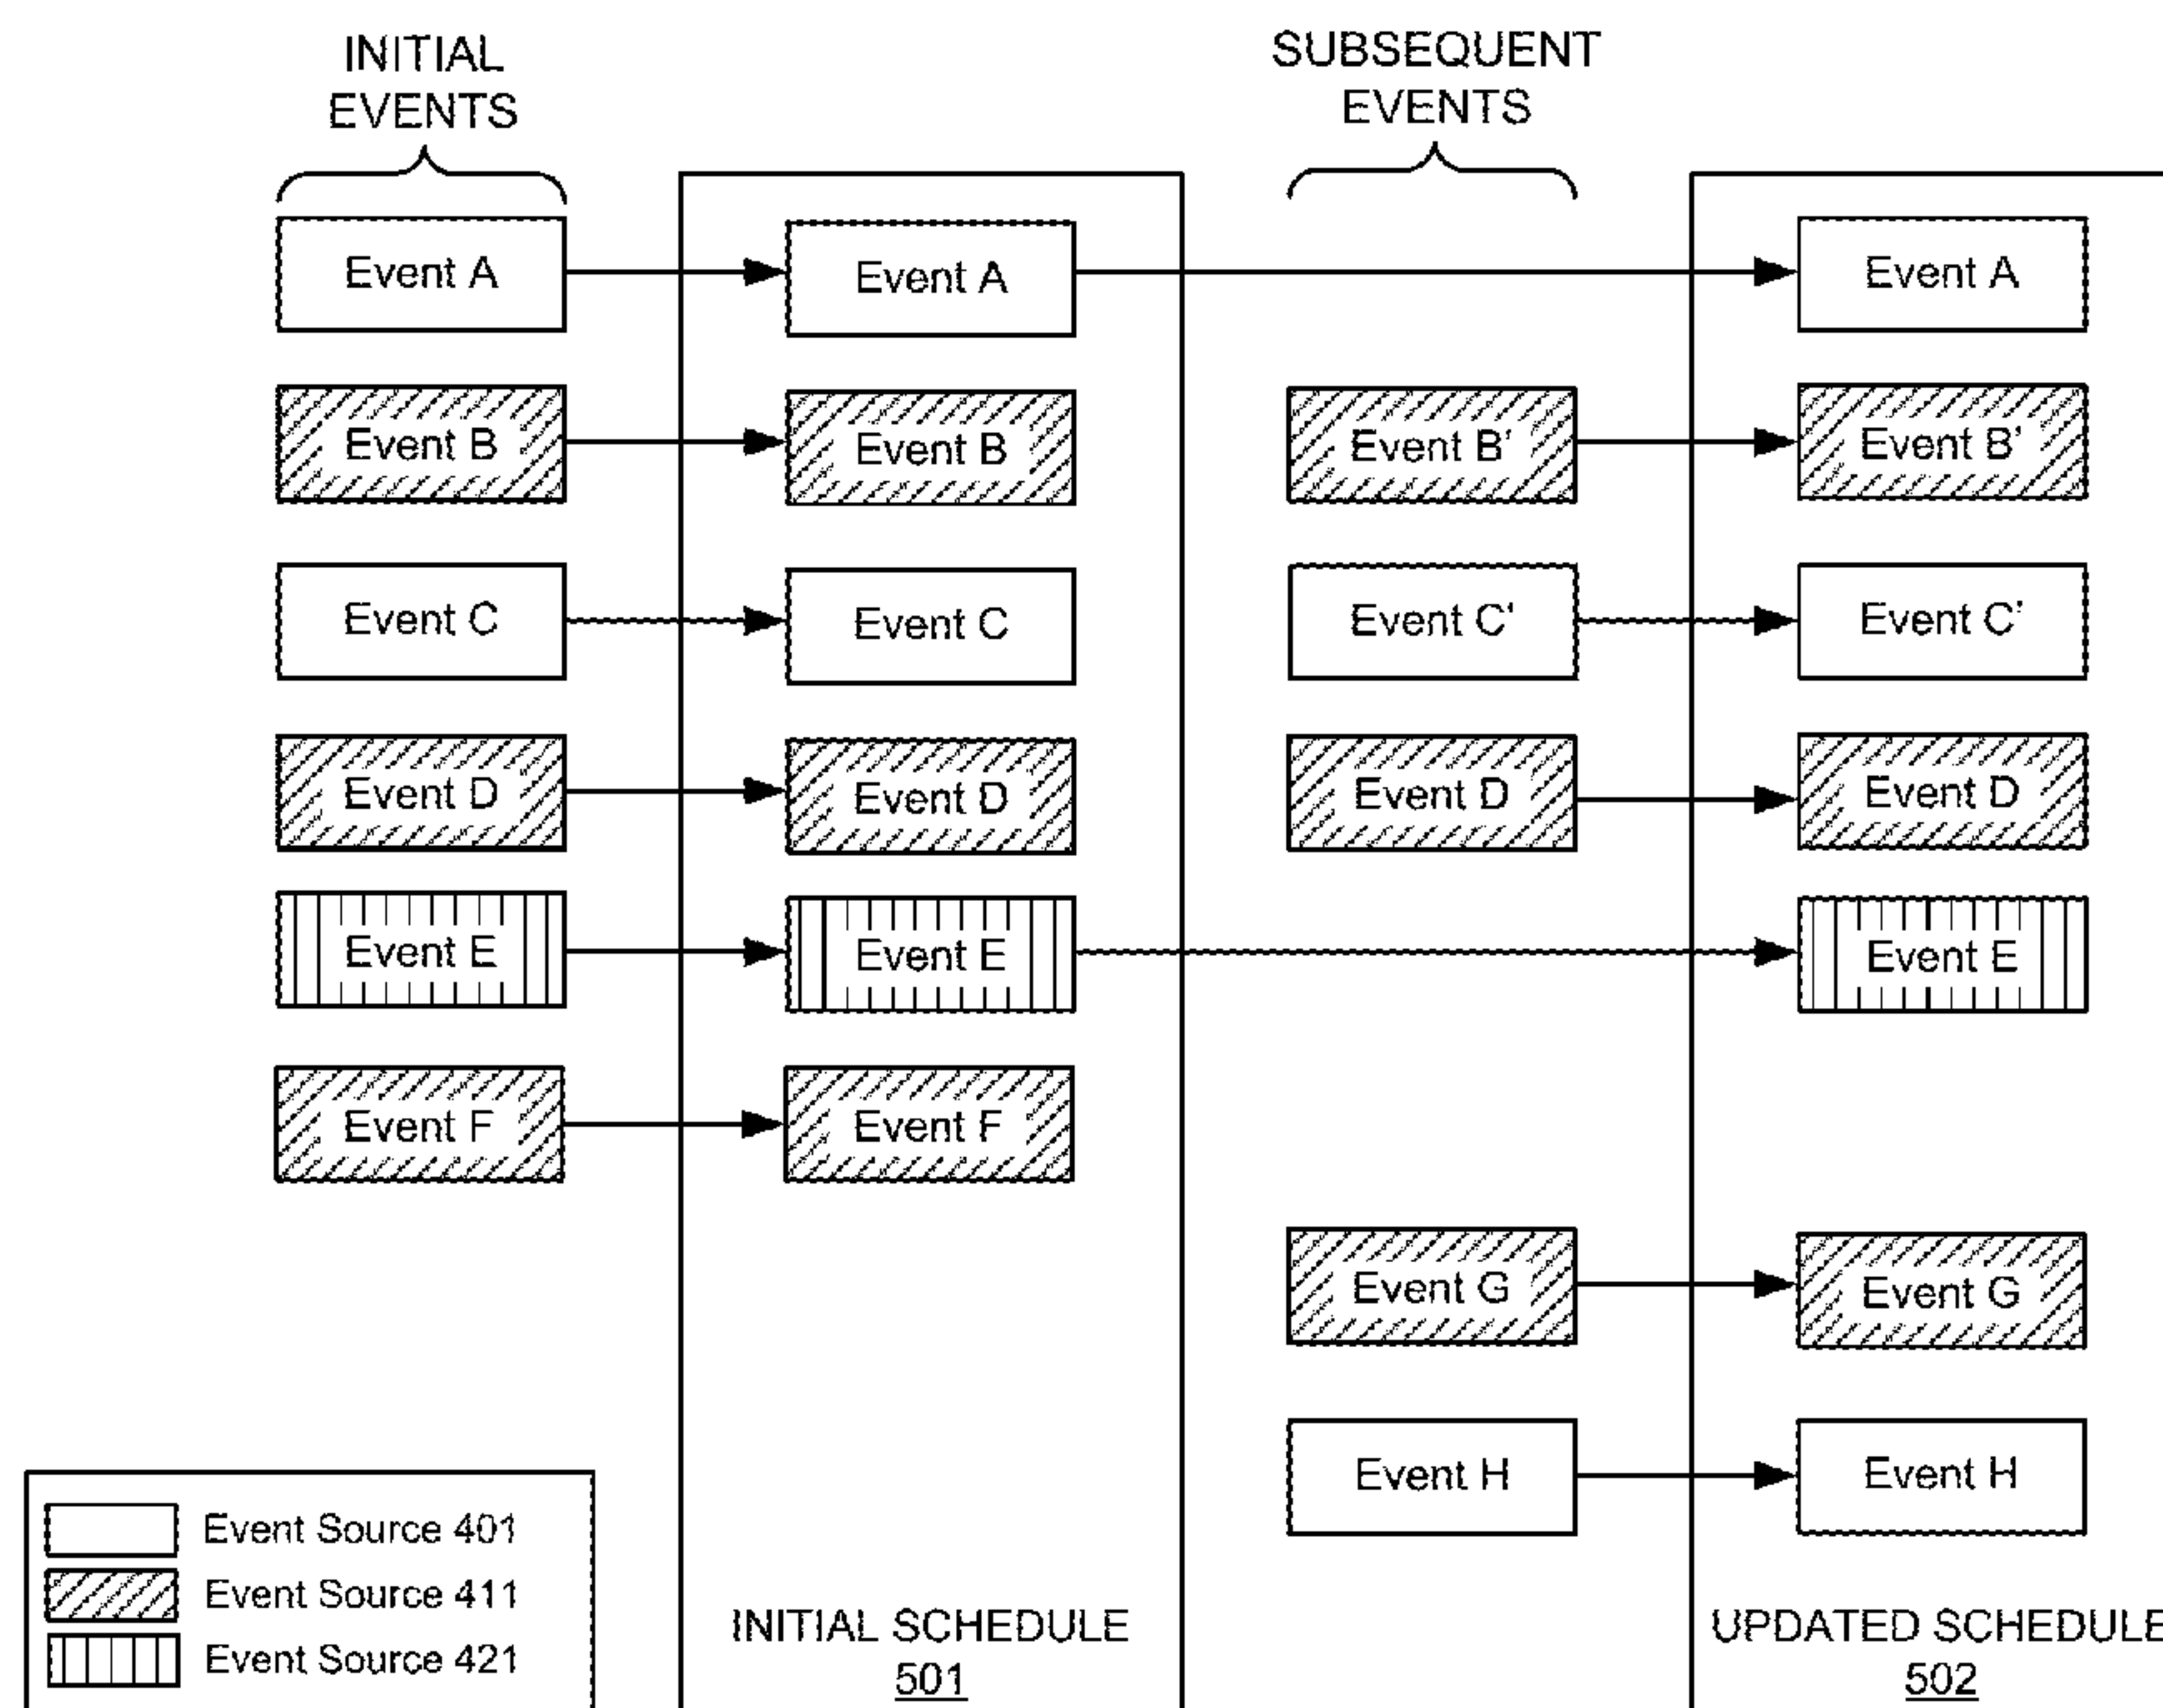 INITIAL
EVENTS
SUBSEQUENT
EVENTS
Event A
Event A
Event A
Event B
Event B
Event B'
Event B'
Event C
Event C
Event C'
Event C'
Event D
Event D
Event D
Event D
Event E
Event E
Event E
Event F
Event F
Event G
Event G
Event H
Event H
Event Source 401
Event Source 411
Event Source 421
INITIAL SCHEDULE
501
UPDATED SCHEDULE
502